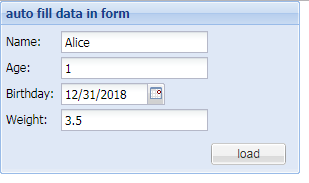 auto fill data in form
Name: Alice
Age: 1
Birthday: 12/31/2018
Weight: 3.5
load